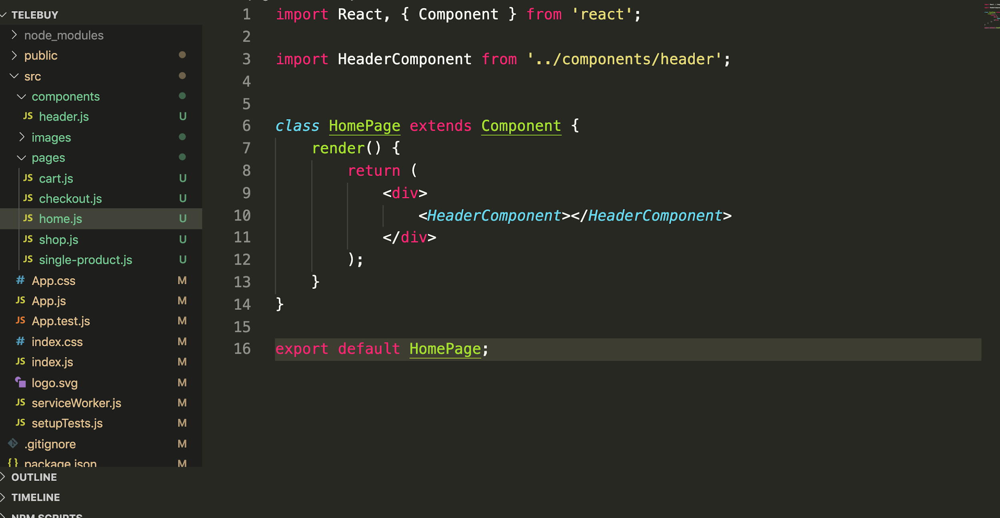 TELEBUY
node_modules
public
src
components
JS header.js U
images
pages
JS cart.js U
JS checkout.js U
JS home.js U
JS shop.js U
JS single-product.js U
# App.css M
JS App.js M
JS App.test.js M
# index.css M
JS index.js M
logo.svg M
JS serviceWorker.js M
JS setupTests.js M
.gitignore M
{} package.json M
OUTLINE
TIMELINE
NPM SCRIPTS
1 import React, { Component } from 'react';
2
3 import HeaderComponent from '../components/header';
4
5
6 class HomePage extends Component {
7 render() {
8 return (
9 <div>
10 <HeaderComponent></HeaderComponent>
11 </div>
12 );
13 }
14 }
15
16 export default HomePage;